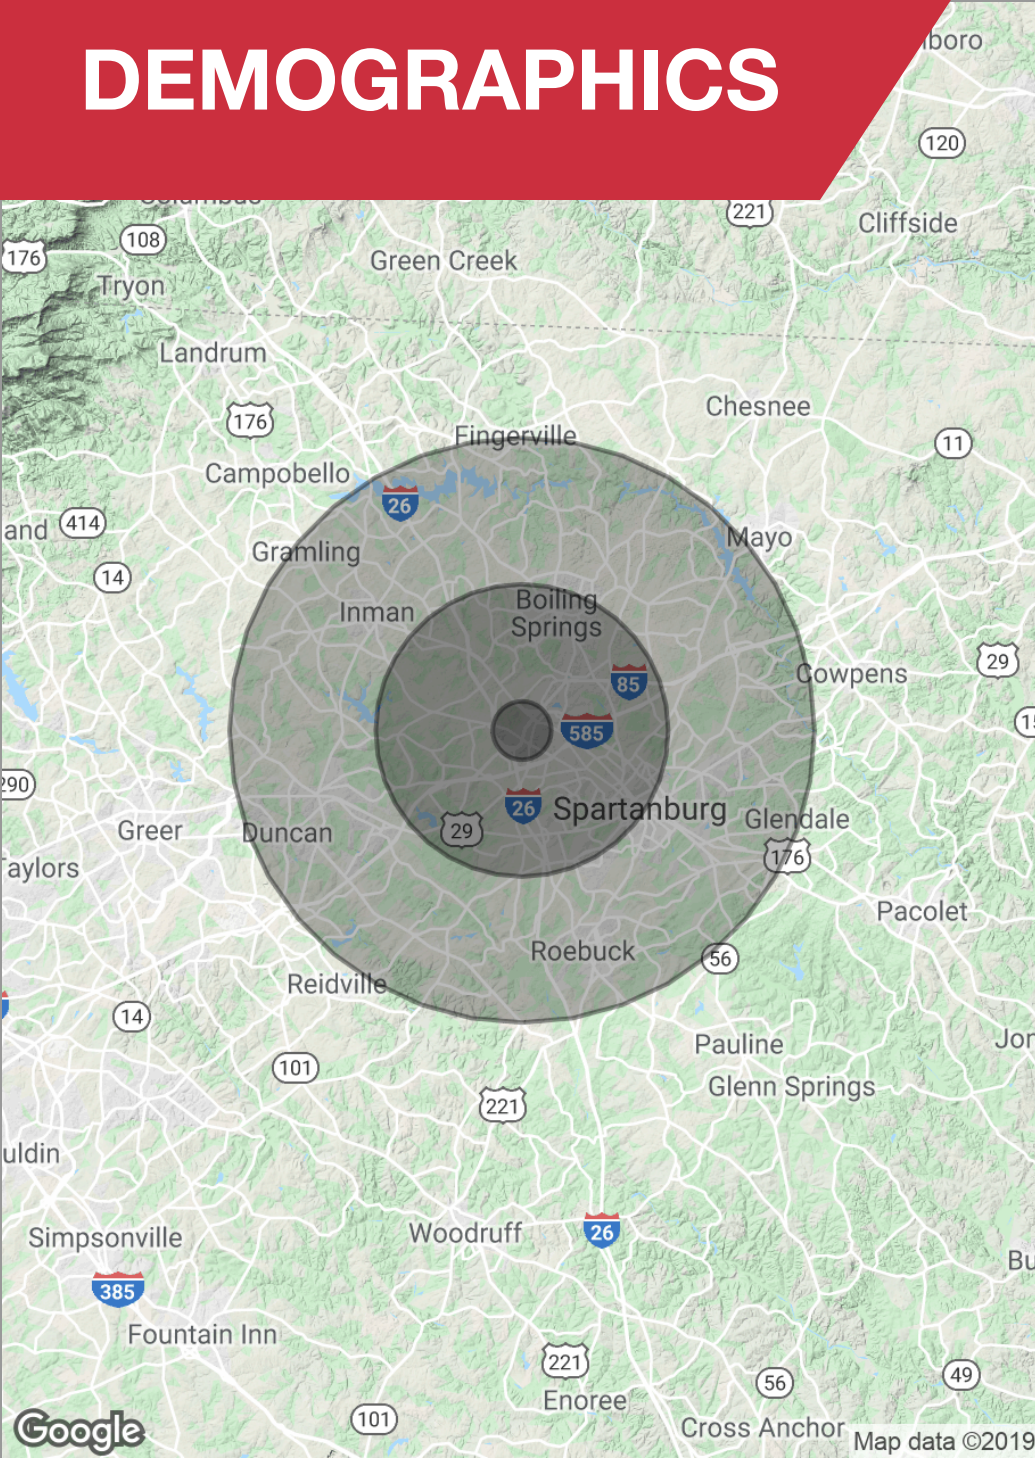 DEMOGRAPHICS
120
221
Cliffside
108
176
Green Creek
Tryon
Landrum
Chesnee
176
Fingerville
11
Campobello
26
414
Mayo
Gramling
14
Boiling
Springs
Inman
29
Cowpens
85
585
290
26
Spartanburg
Glendale
29
Greer
Duncan
176
Pacolet
Roebuck
56
Reidville
14
Pauline
101
Glenn Springs
221
Woodruff
26
Simpsonville
385
Fountain Inn
221
49
56
Enoree
101
Cross Anchor
Google
Map data ©2019